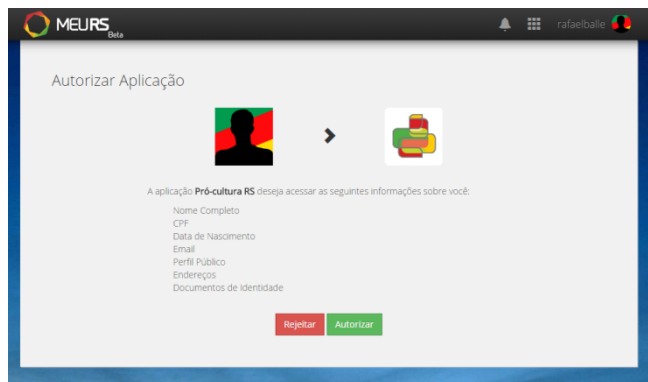 MEURS
Beta
rafaelballe
Autorizar Aplicação
A aplicação Pró-cultura RS deseja acessar as seguintes informações sobre você:
Nome Completo
CPF
Data de Nascimento
Email
Perfil Público
Endereços
Documentos de Identidade
Rejeitar
Autorizar